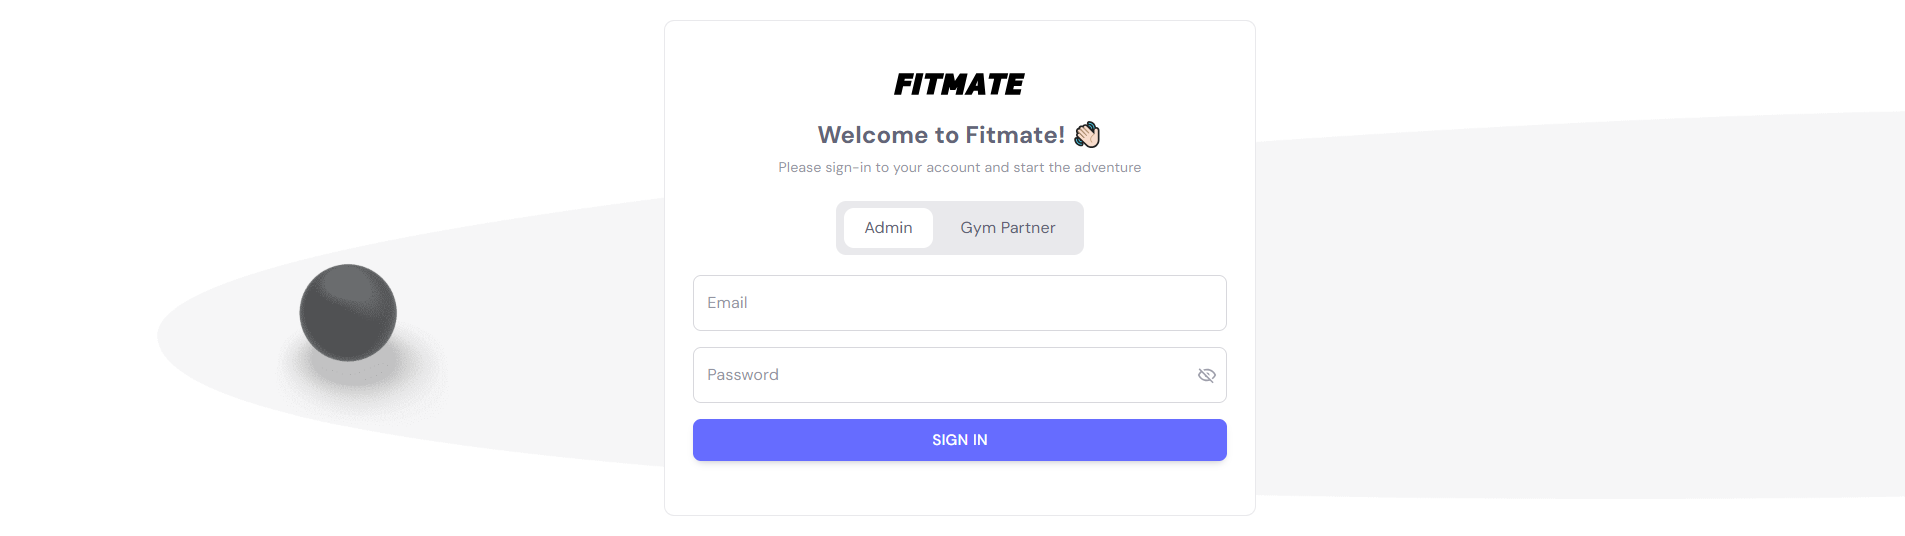 FITMATE
Welcome to Fitmate! 👋🏻
Please sign-in to your account and start the adventure
Admin Gym Partner
Email
Password
SIGN IN